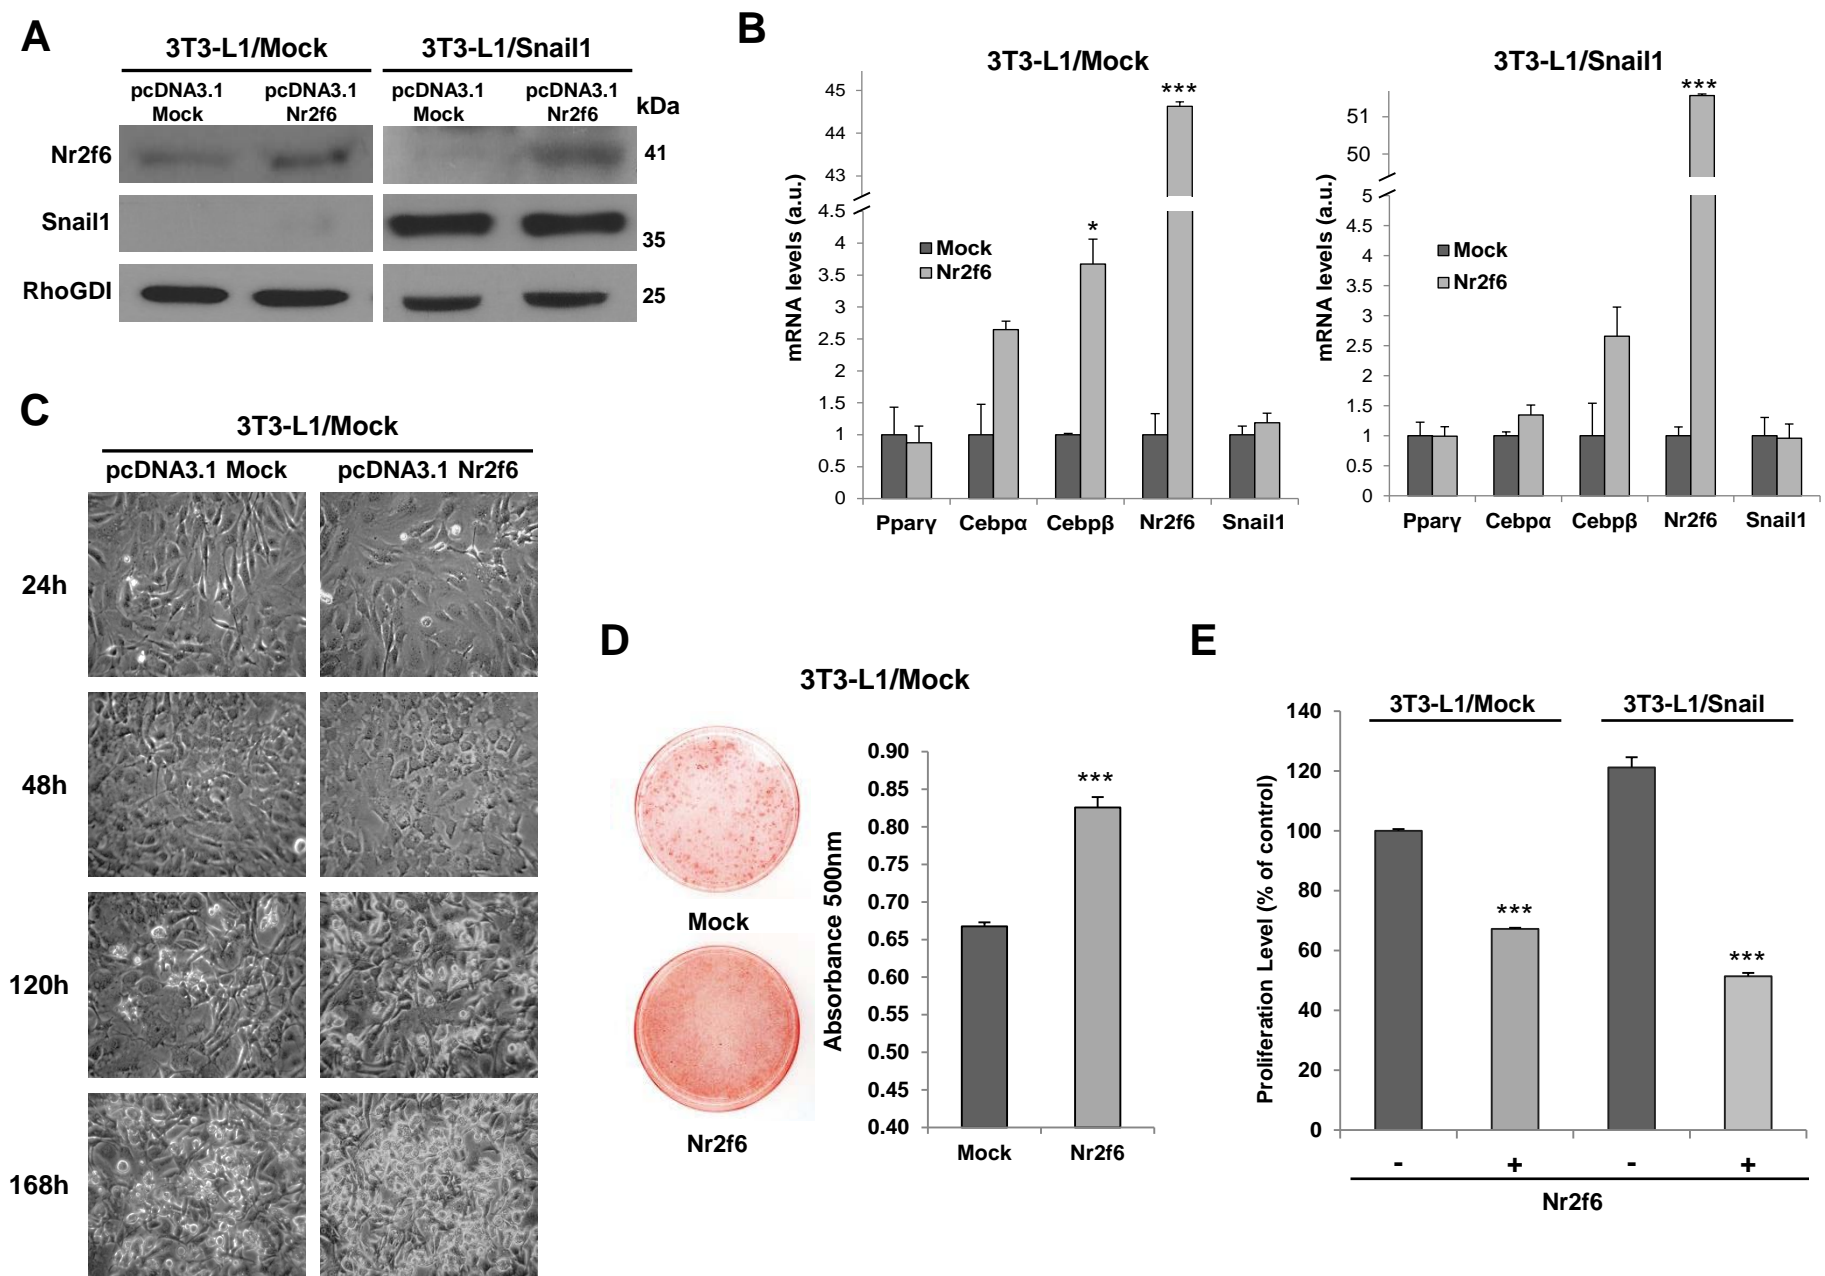 A
3T3-L1/Mock
3T3-L1/Snail1
pcDNA3.1 Mock
pcDNA3.1 Nr2f6
pcDNA3.1 Mock
pcDNA3.1 Nr2f6
kDa
Nr2f6
41
Snail1
35
RhoGDI
25
B
3T3-L1/Mock
mRNA levels (a.u.)
45
44
43
4.5
4
3.5
3
2.5
2
1.5
1
0.5
0
Mock
Nr2f6
*
***
Pparγ Cebpα Cebpβ Nr2f6 Snail1
3T3-L1/Snail1
mRNA levels (a.u.)
51
50
5
4.5
4
3.5
3
2.5
2
1.5
1
0.5
0
Mock
Nr2f6
***
Pparγ Cebpα Cebpβ Nr2f6 Snail1
C
3T3-L1/Mock
pcDNA3.1 Mock
pcDNA3.1 Nr2f6
24h
48h
120h
168h
D
3T3-L1/Mock
Mock
Nr2f6
Absorbance 500nm
0.90
0.85
0.80
0.75
0.70
0.65
0.60
0.55
0.50
0.45
0.40
***
Mock Nr2f6
E
3T3-L1/Mock
3T3-L1/Snail
Proliferation Level (% of control)
140
120
100
80
60
40
20
0
***
***
- + - +
Nr2f6